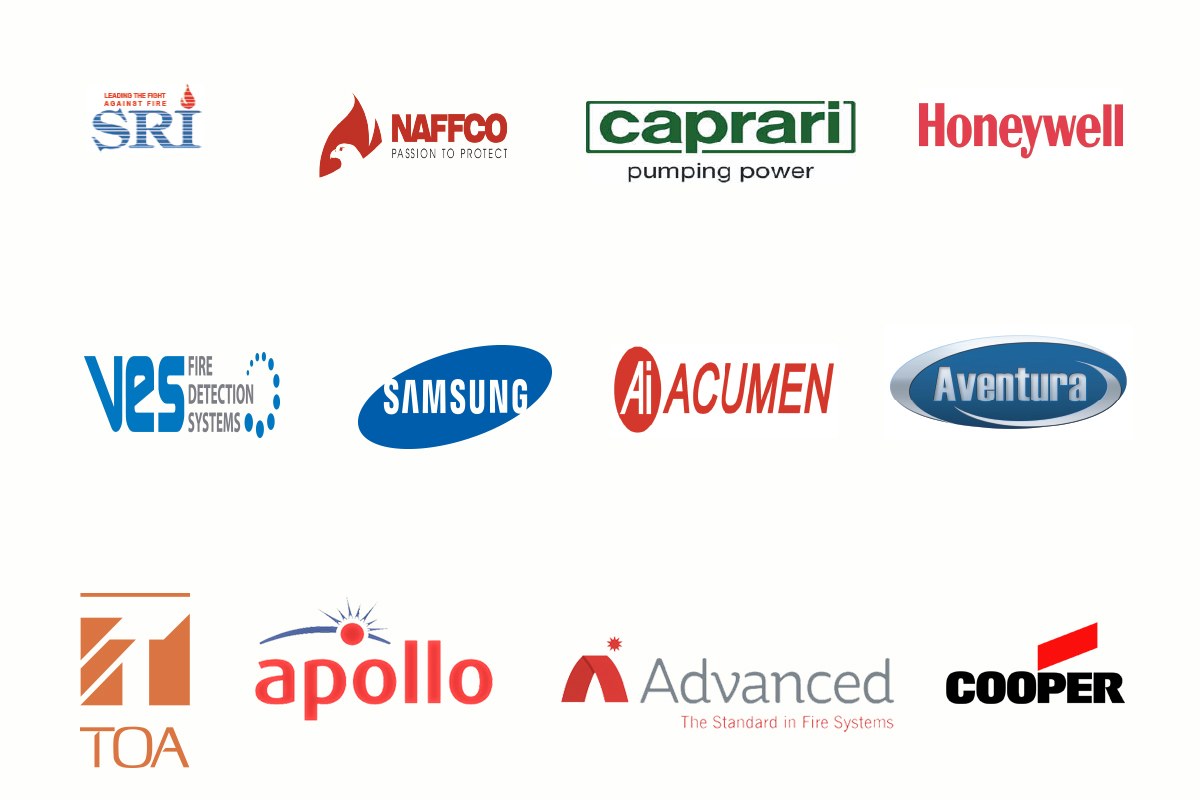 LEADING THE FIGHT
AGAINST FIRE
SRI
NAFFCO
PASSION TO PROTECT
caprari
pumping power
Honeywell
ves
FIRE
DETECTION
SYSTEMS
SAMSUNG
Ai ACUMEN
Aventura
TOA
apollo
Advanced
The Standard in Fire Systems
COOPER